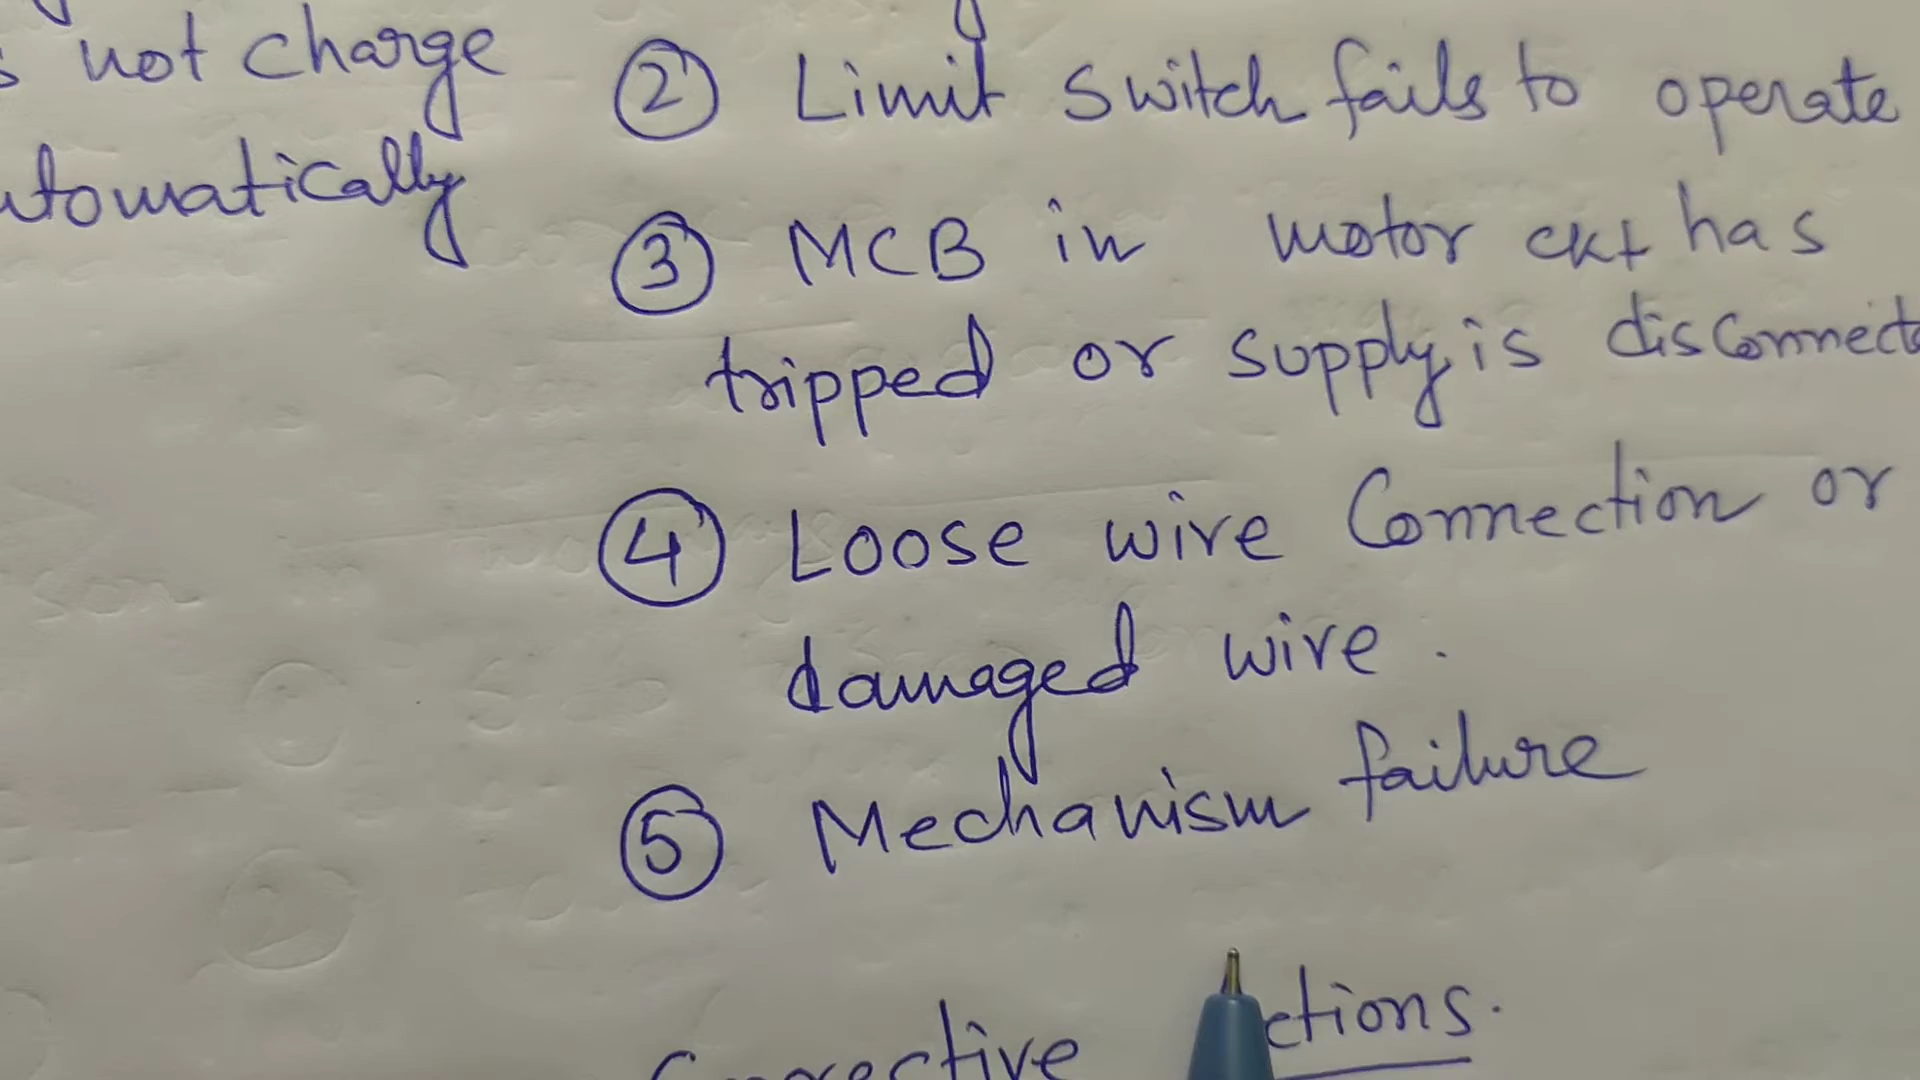 not charge
automatically
② Limit switch fails to operate
③ MCB in motor ckt has
tripped or supply is disconnect
④ Loose wire Connection or
damaged wire.
⑤ Mechanism failure
Corrective ctions.